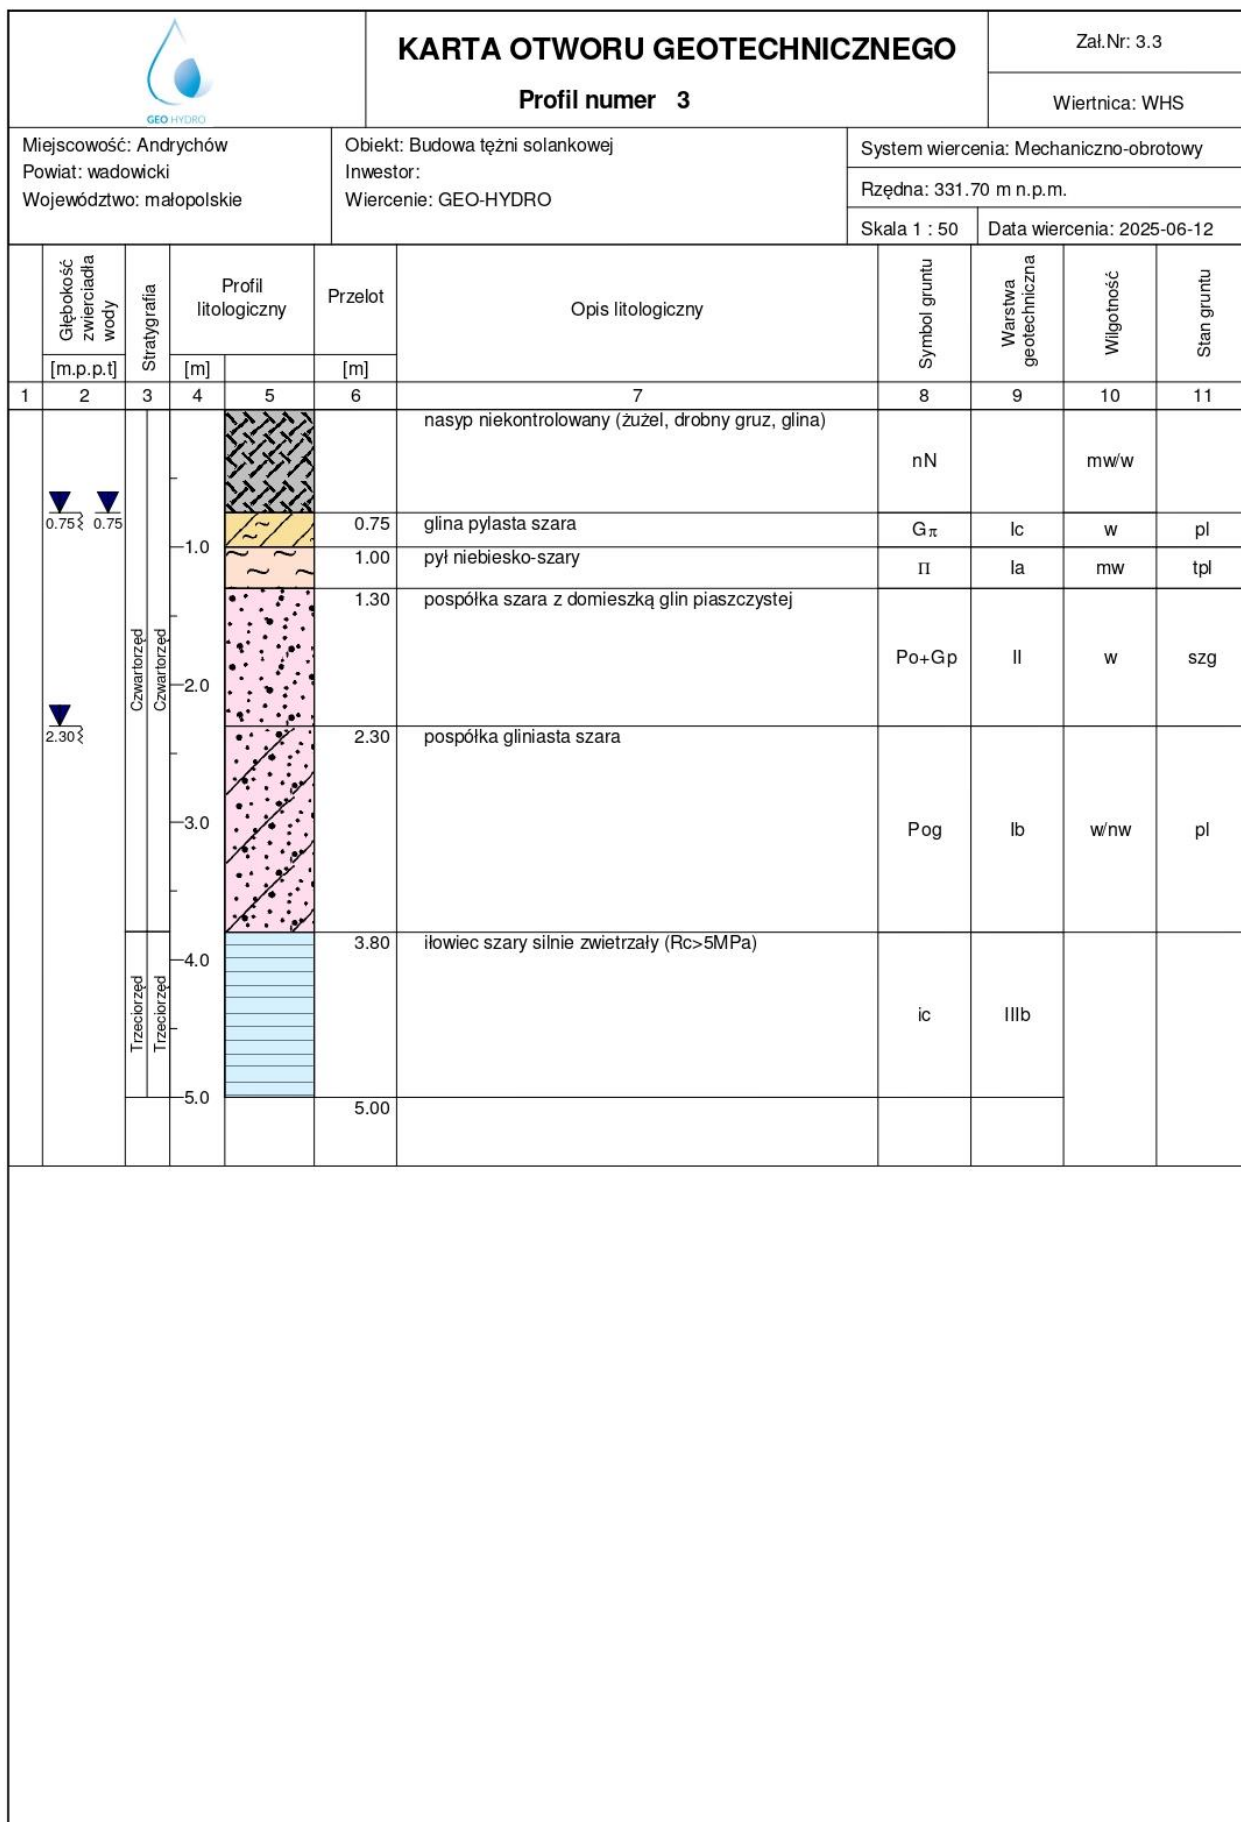 GEO HYDRO
KARTA OTWORU GEOTECHNICZNEGO
Profil numer 3
Zał.Nr: 3.3
Wiertnica: WHS
Miejscowość: Andrychów
Powiat: wadowicki
Województwo: małopolskie
Obiekt: Budowa tężni solankowej
Inwestor:
Wiercenie: GEO-HYDRO
System wiercenia: Mechaniczno-obrotowy
Rzędna: 331.70 m n.p.m.
Skala 1 : 50
Data wiercenia: 2025-06-12
Głębokość
zwierciadła
wody
[m.p.p.t]
Stratygrafia
Profil
litologiczny
[m]
Przelot
[m]
Opis litologiczny
Symbol gruntu
Warstwa
geotechniczna
Wilgotność
Stan gruntu
1 2 3 4 5 6 7 8 9 10 11
nasyp niekontrolowany (żużel, drobny gruz, glina)
nN mw/w
0.75 0.75
0.75 glina pylasta szara
Gπ Ic w pl
1.0
1.00 pył niebiesko-szary
Π Ia mw tpl
1.30 pospółka szara z domieszką glin piaszczystej
Po+Gp II w szg
Czwartorzęd
Czwartorzęd
2.0
2.30
2.30 pospółka gliniasta szara
3.0
Pog Ib w/nw pl
3.80 iłowiec szary silnie zwietrzały (Rc>5MPa)
4.0
Trzeciorzęd
Trzeciorzęd
ic IIIb
5.0
5.00